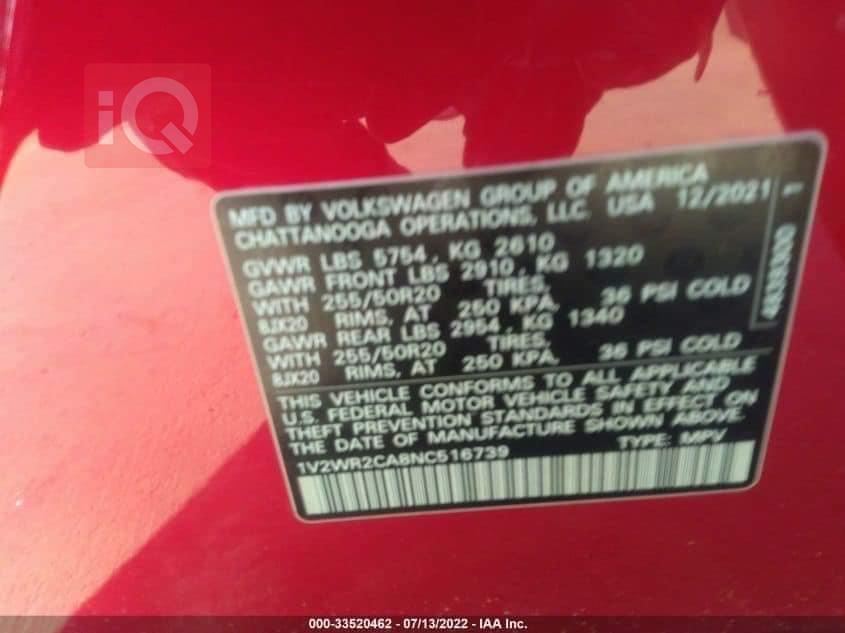 iQ
MFD BY VOLKSWAGEN GROUP OF AMERICA
CHATTANOOGA OPERATIONS, LLC. USA 12/2021
GVWR LBS 5754, KG 2610
GAWR FRONT LBS 2910, KG 1320
WITH 255/50R20 TIRES,
8JX20 RIMS, AT 250 KPA, 36 PSI COLD
GAWR REAR LBS 2954, KG 1340
WITH 255/50R20 TIRES,
8JX20 RIMS, AT 250 KPA, 36 PSI COLD
THIS VEHICLE CONFORMS TO ALL APPLICABLE
U.S. FEDERAL MOTOR VEHICLE SAFETY AND
THEFT PREVENTION STANDARDS IN EFFECT ON
THE DATE OF MANUFACTURE SHOWN ABOVE.
1V2WR2CA8NC516739 TYPE: MPV
1
000-33520462 - 07/13/2022 - IAA Inc.